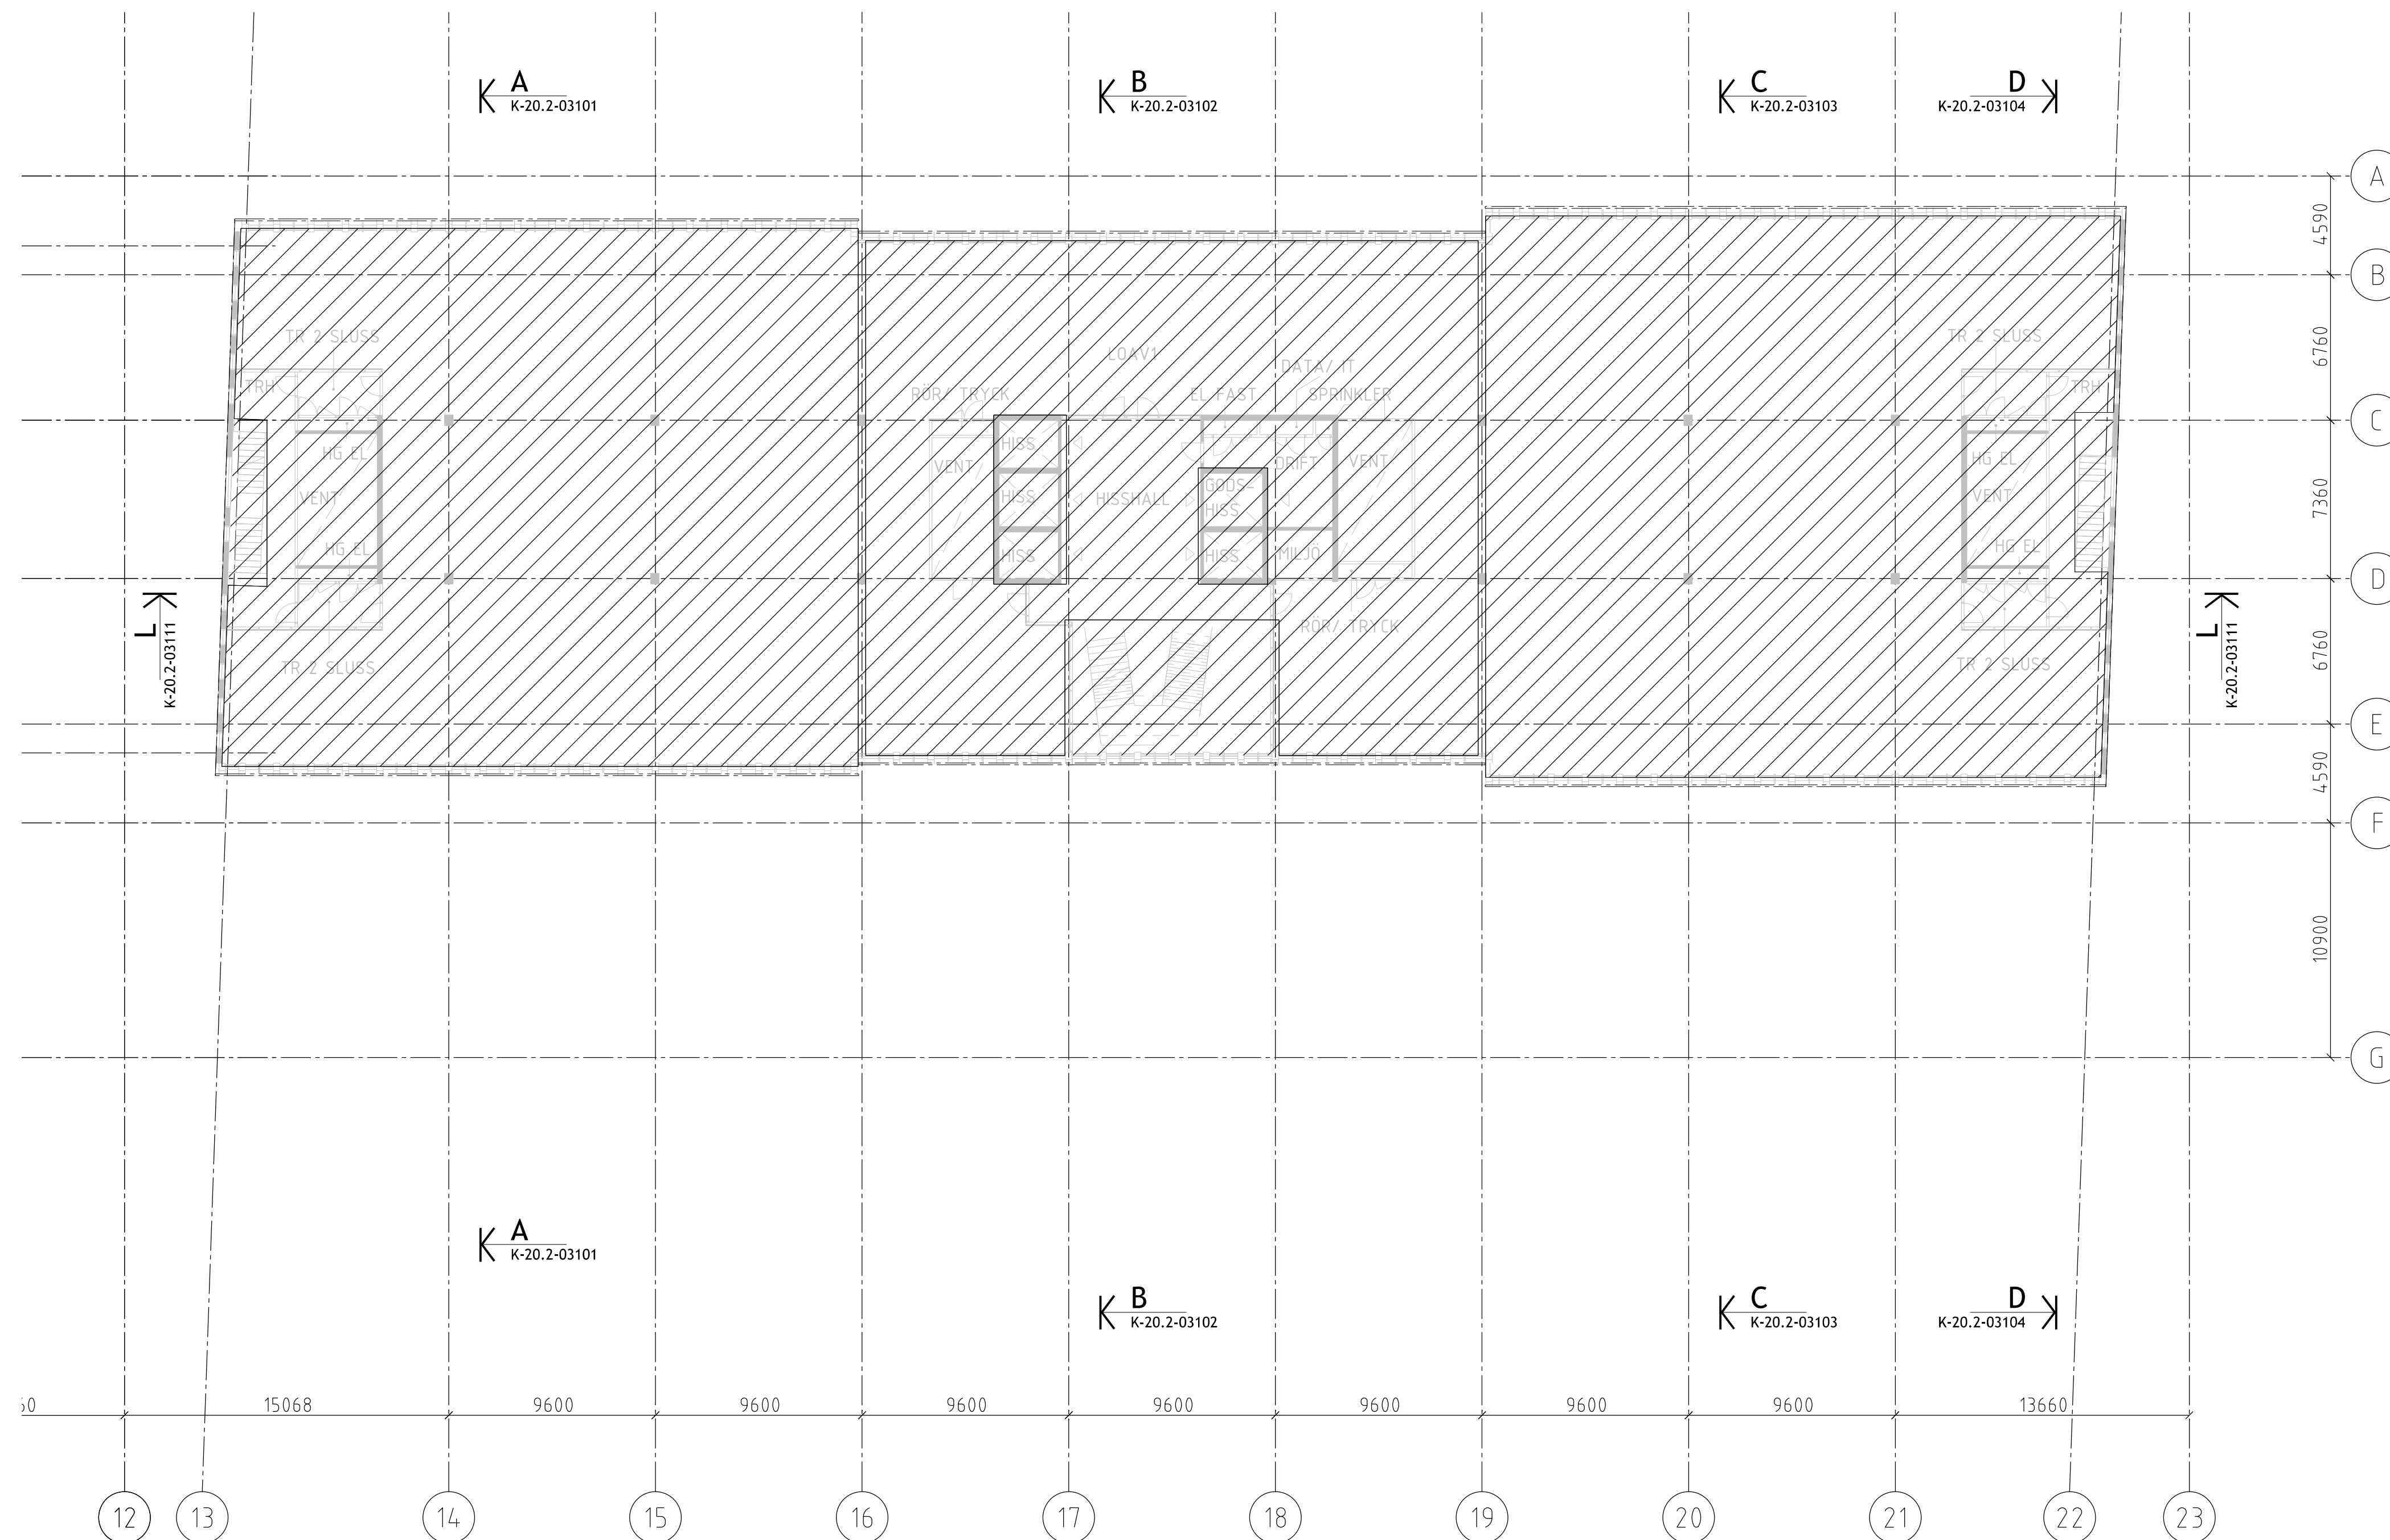 A
K-20.2-03101
B
K-20.2-03102
C
K-20.2-03103
D
K-20.2-03104
A
4590
B
TR 2 SLUSS
TR 2 SLUSS
6760
LOAV1
DATA/ IT
TRH
RÖR/ TRYCK
EL FAST
SPRINKLER
TRH
C
HISS
HG EL
VENT
DRIFT
VENT
HG EL
GODS-
HISS
VENT
HISS
HISSHALL
VENT
7360
HG EL
HISS
HISS
MILJÖ
HG EL
D
L
K-20.2-03111
RÖR/ TRYCK
L
K-20.2-03111
6760
TR 2 SLUSS
TR 2 SLUSS
E
4590
F
10900
G
A
K-20.2-03101
B
K-20.2-03102
C
K-20.2-03103
D
K-20.2-03104
15068
9600
9600
9600
9600
9600
9600
9600
13660
12
13
14
15
16
17
18
19
20
21
22
23